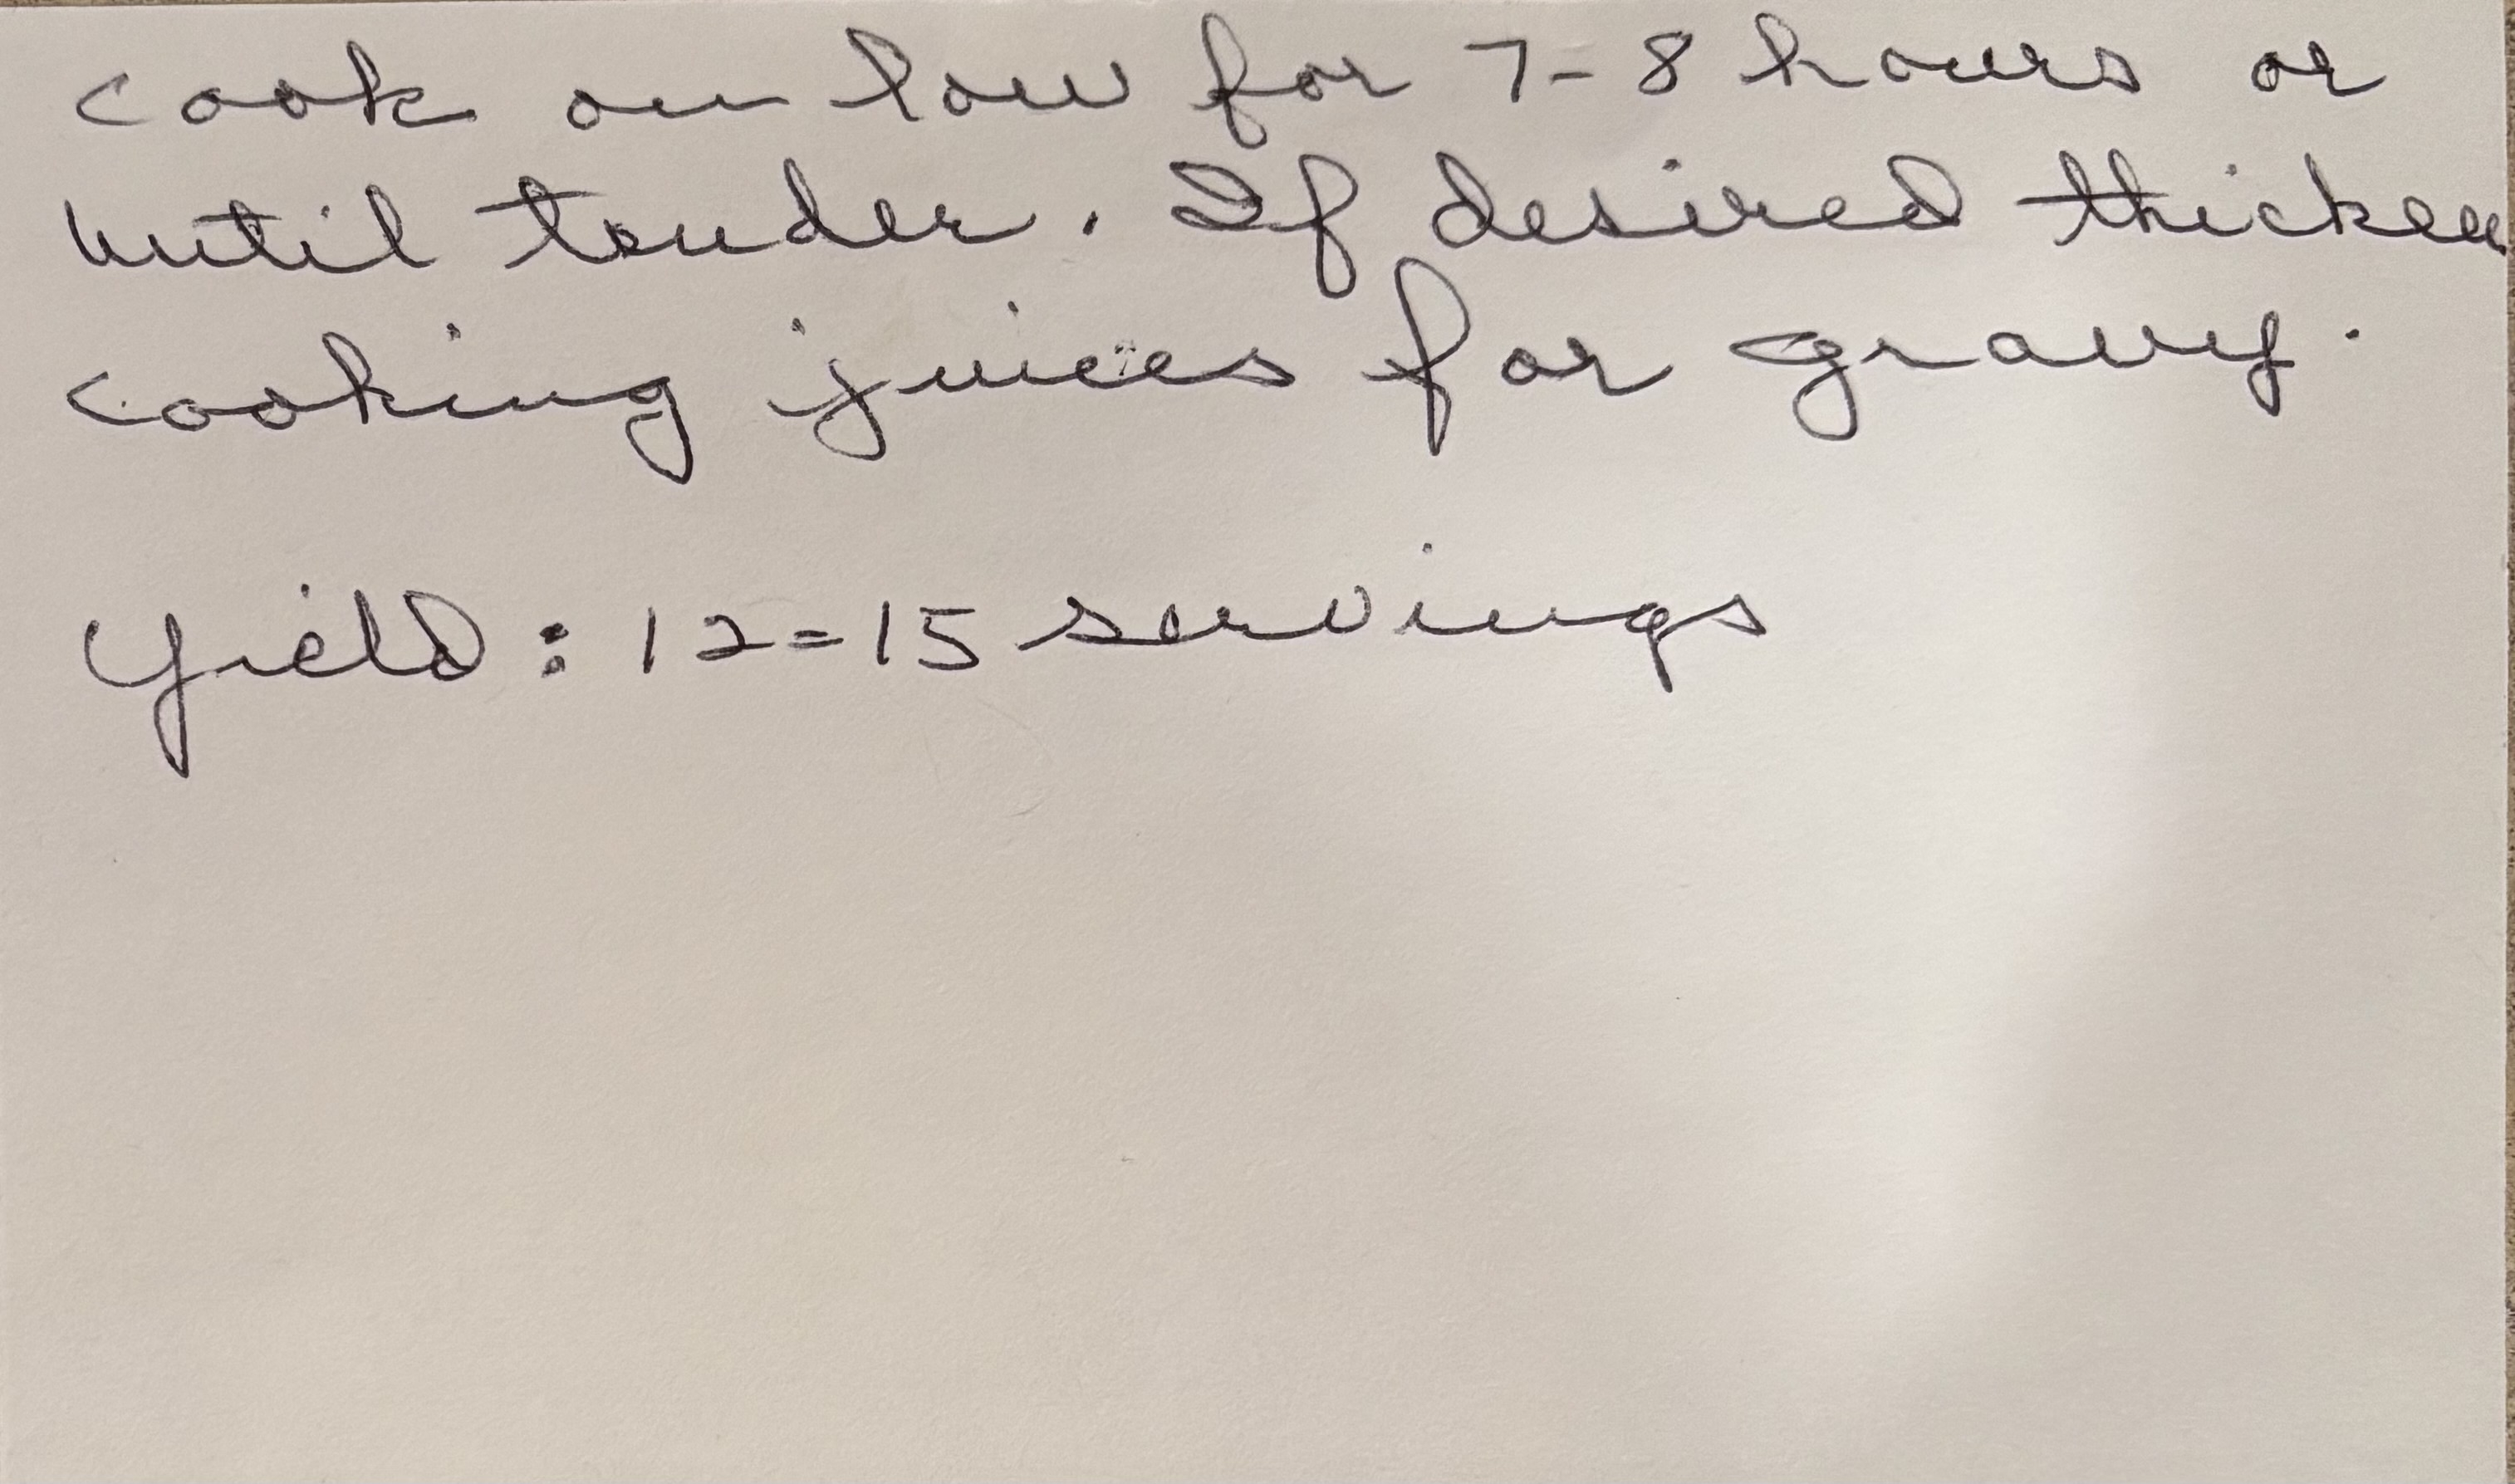 cook on low for 7-8 hours or
until tender. If desired thicken
cooking juices for gravy.
Yield: 12=15 servings